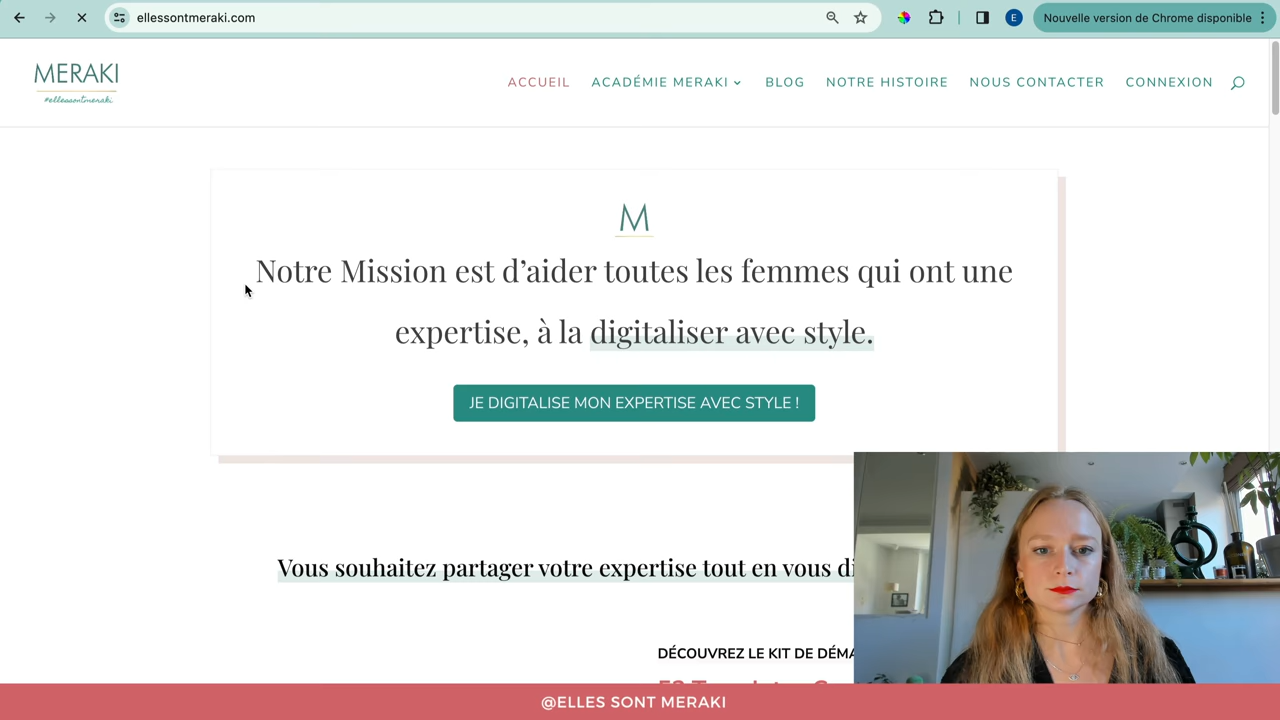 ellessontmeraki.com
E
Nouvelle version de Chrome disponible
MERAKI
#ellessontmeraki
ACCUEIL
ACADÉMIE MERAKI
BLOG
NOTRE HISTOIRE
NOUS CONTACTER
CONNEXION
M
Notre Mission est d’aider toutes les femmes qui ont une
expertise, à la digitaliser avec style.
JE DIGITALISE MON EXPERTISE AVEC STYLE !
Vous souhaitez partager votre expertise tout en vous di
DÉCOUVREZ LE KIT DE DÉMA
@ELLES SONT MERAKI